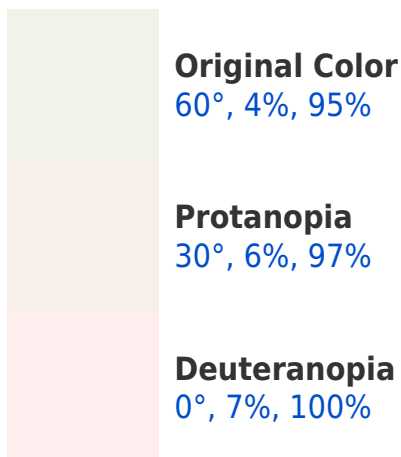 Original Color
60°, 4%, 95%
Protanopia
30°, 6%, 97%
Deuteranopia
0°, 7%, 100%